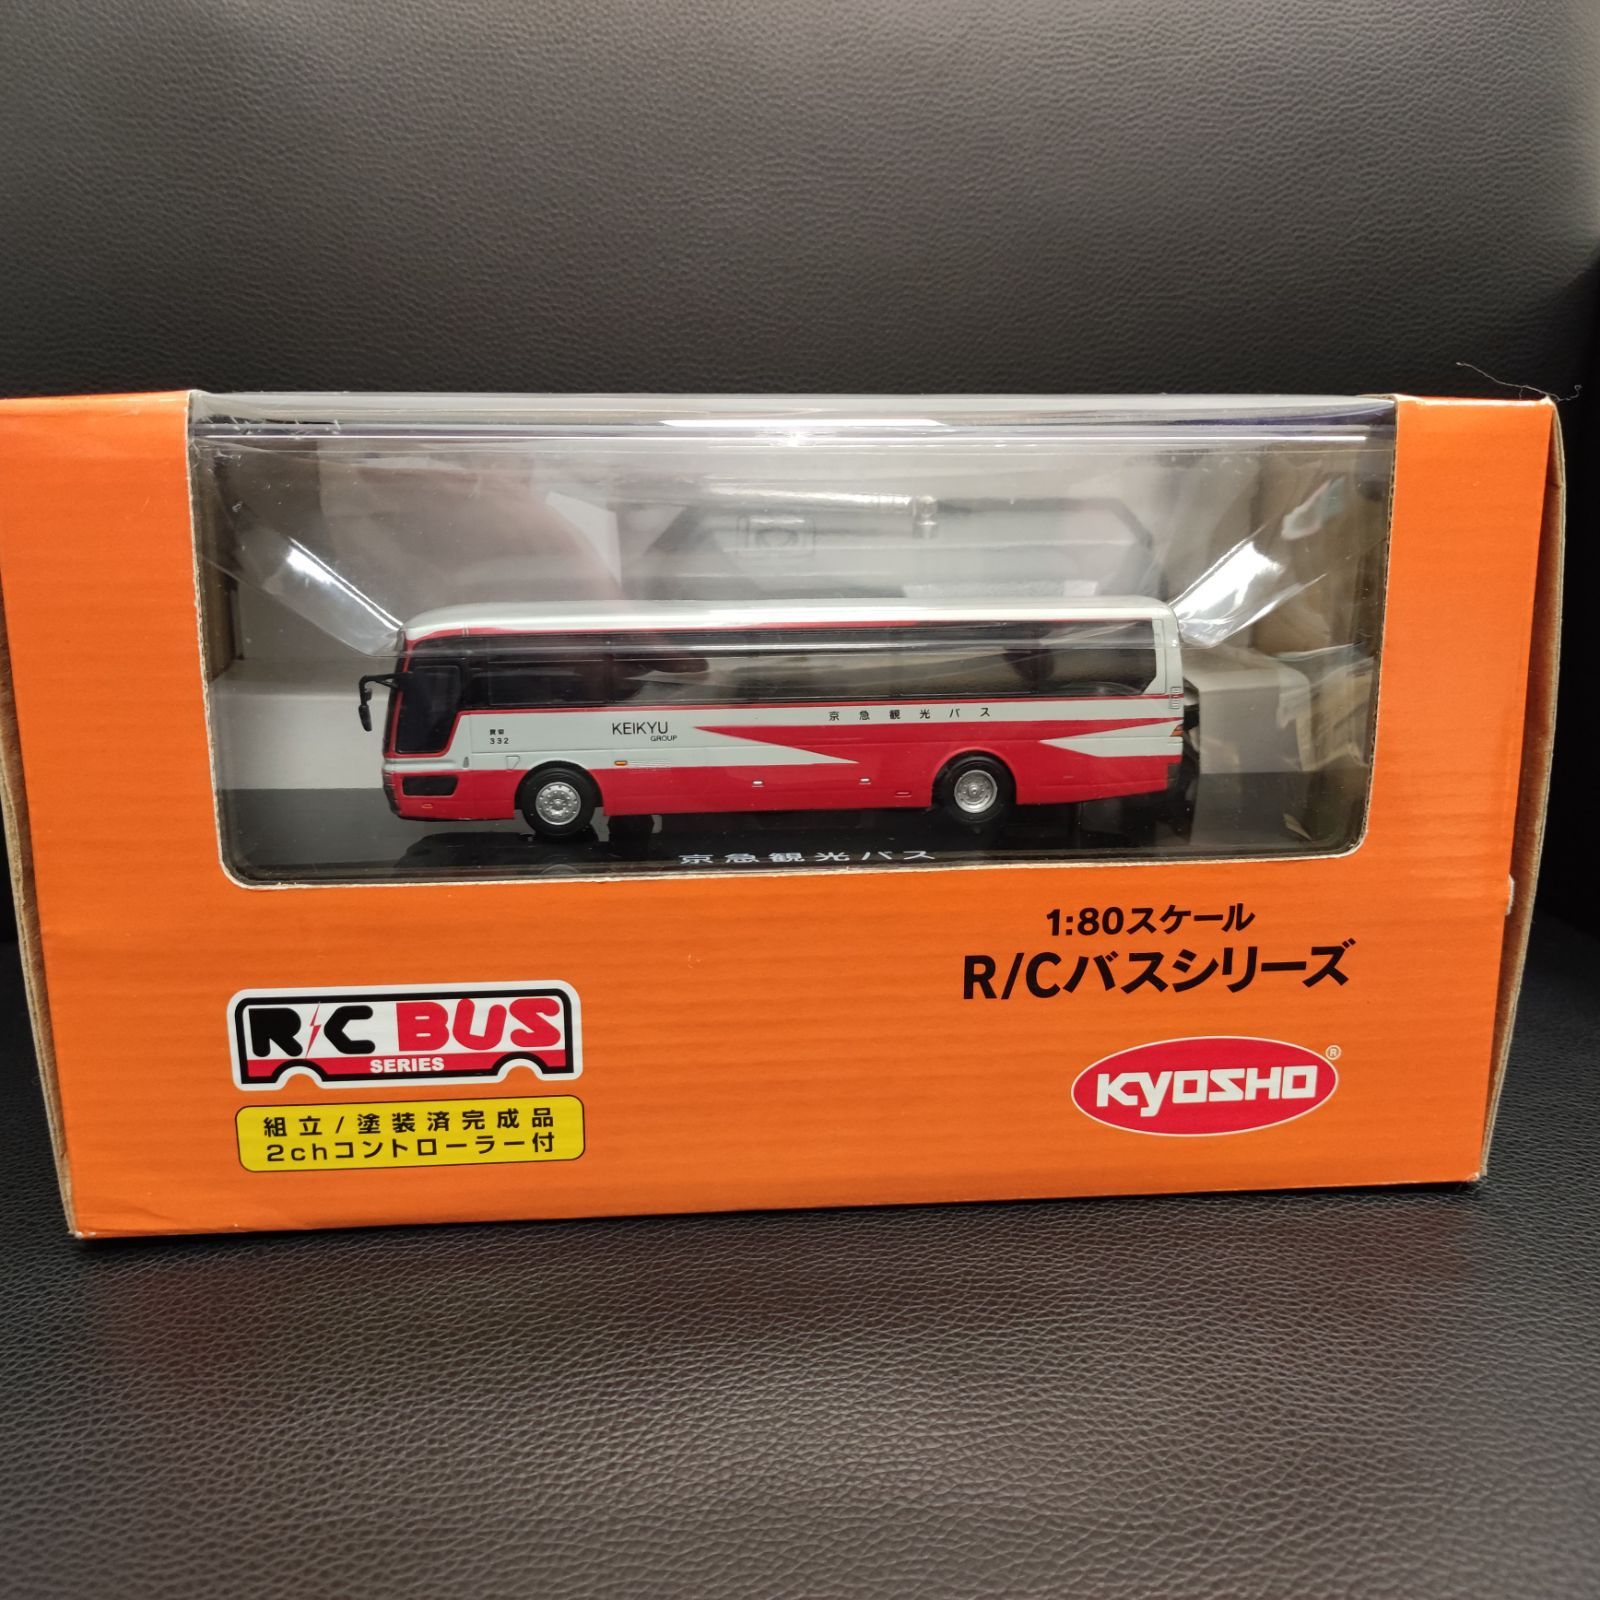 332
KEIKYU
GROUP
京急観光バス
京急観光バス
1:80スケール
R/Cバスシリーズ
R/C BUS
SERIES
組立/塗装済完成品
2chコントローラー付
KYOSHO
®